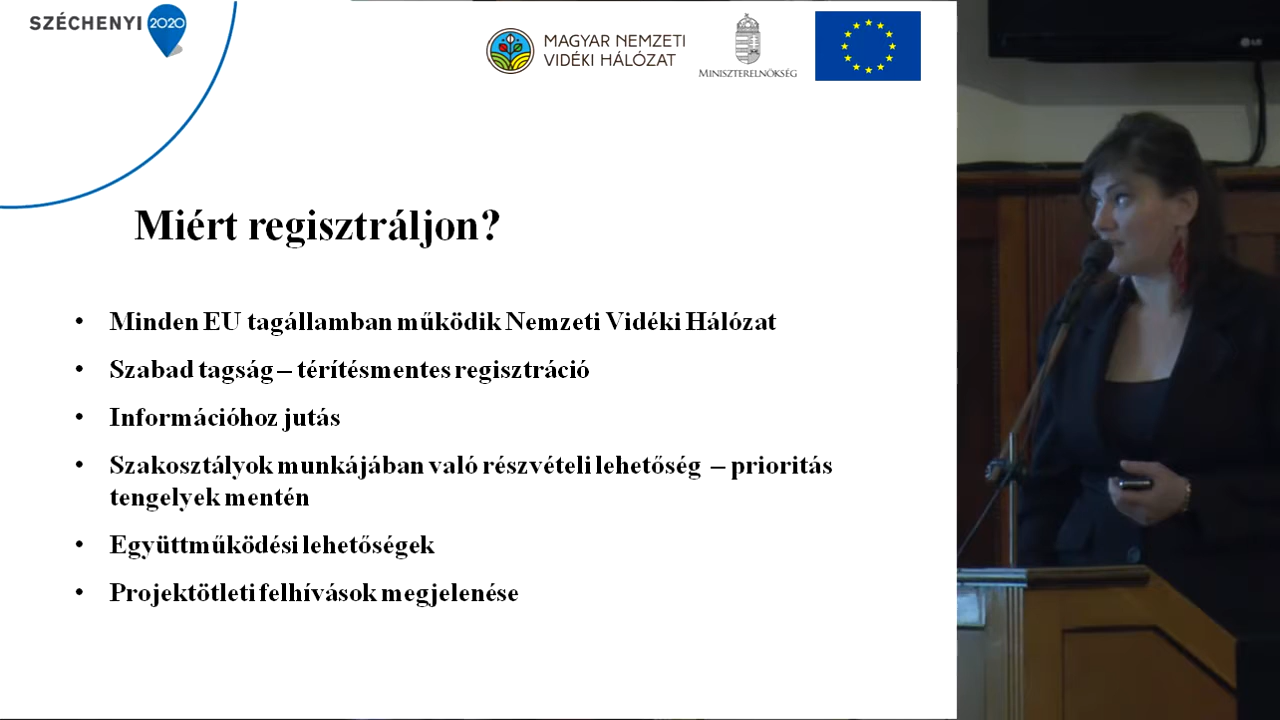 SZÉCHENYI 2020
MAGYAR NEMZETI
VIDÉKI HÁLÓZAT
MINISZTERELNÖKSÉG
LG
Miért regisztráljon?
• Minden EU tagállamban működik Nemzeti Vidéki Hálózat
• Szabad tagság – térítésmentes regisztráció
• Információhoz jutás
• Szakosztályok munkájában való részvételi lehetőség – prioritás
tengelyek mentén
• Együttműködési lehetőségek
• Projektötleti felhívások megjelenése